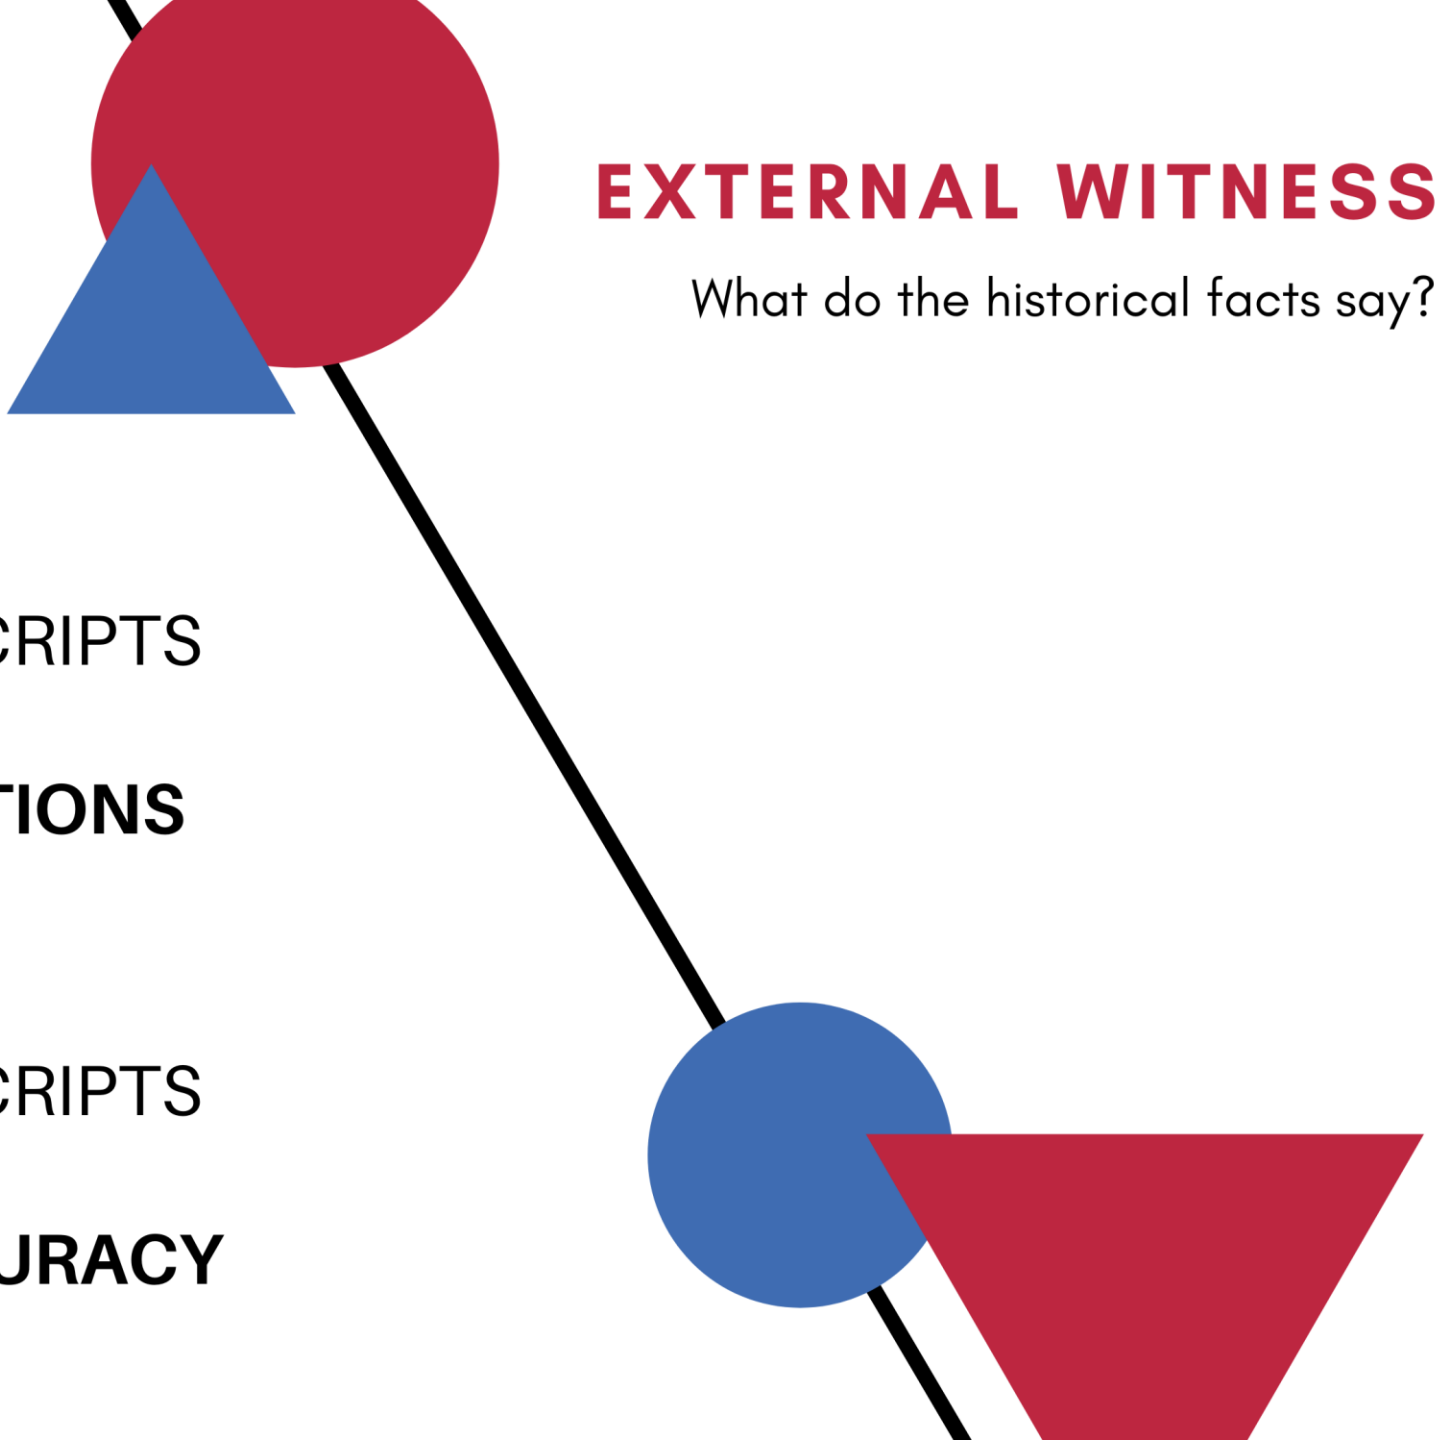 EXTERNAL WITNESS
What do the historical facts say?
CRIPTS
TIONS
CRIPTS
URACY